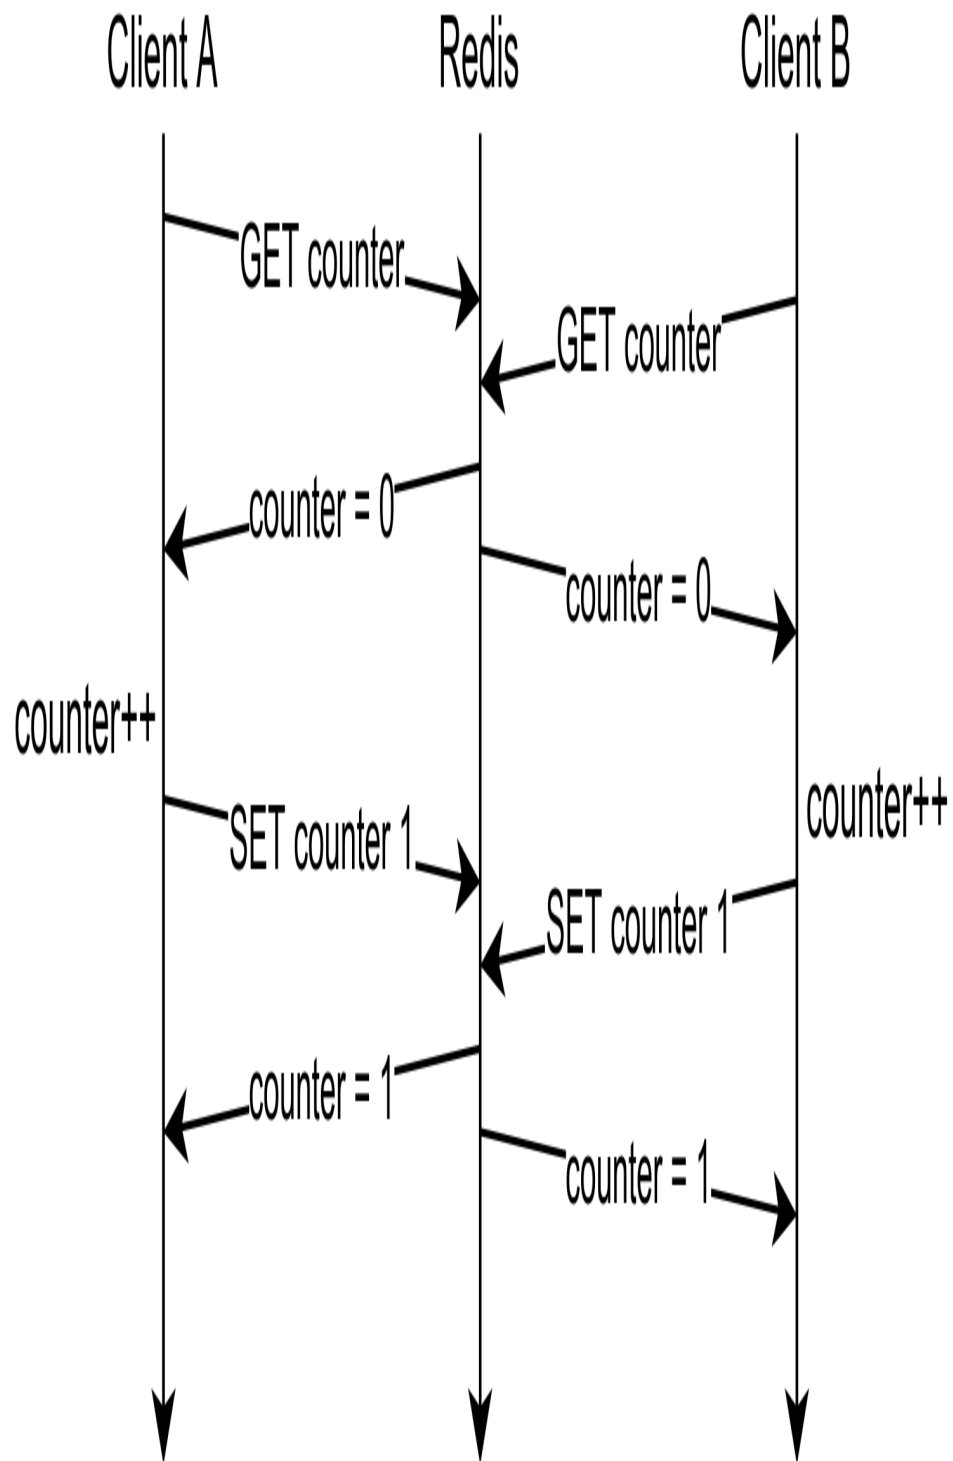 Client A
Redis
Client B
GET counter
GET counter
counter = 0
counter = 0
counter++
counter++
SET counter 1
SET counter 1
counter = 1
counter = 1